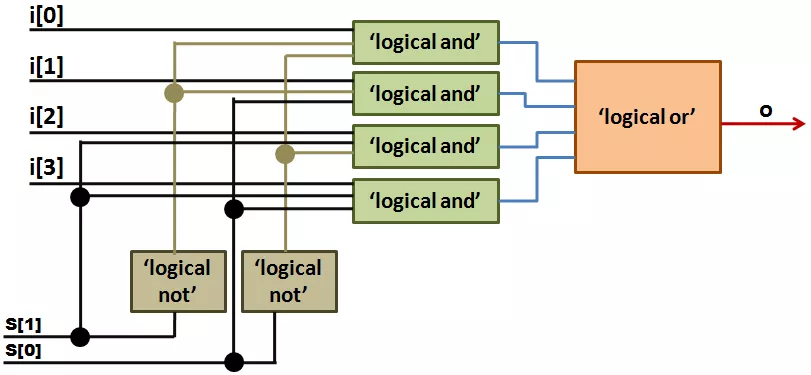 i[0]
‘logical and’
i[1]
‘logical and’
‘logical or’
o
i[2]
‘logical and’
i[3]
‘logical and’
‘logical
not’
‘logical
not’
S[1]
S[0]